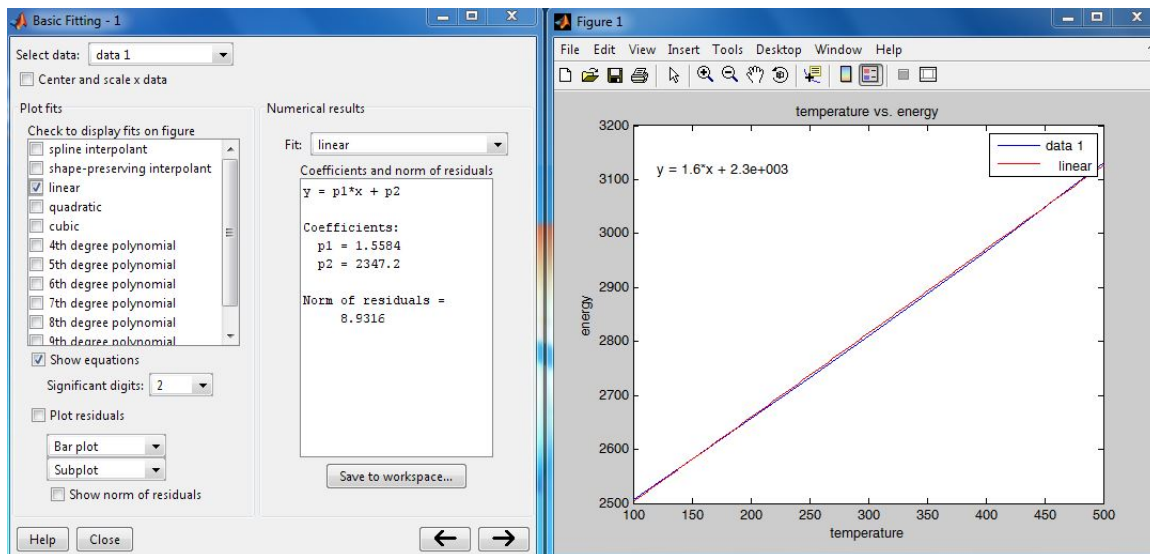 Basic Fitting - 1
Select data: data 1
Center and scale x data
Plot fits
Check to display fits on figure
spline interpolant
shape-preserving interpolant
linear
quadratic
cubic
4th degree polynomial
5th degree polynomial
6th degree polynomial
7th degree polynomial
8th degree polynomial
9th degree polynomial
Show equations
Significant digits: 2
Plot residuals
Bar plot
Subplot
Show norm of residuals
Help Close
Numerical results
Fit: linear
Coefficients and norm of residuals
y = p1*x + p2
Coefficients:
p1 = 1.5584
p2 = 2347.2
Norm of residuals =
8.9316
Save to workspace...
Figure 1
File Edit View Insert Tools Desktop Window Help
temperature vs. energy
y = 1.6*x + 2.3e+003
data 1
linear
3200
3100
3000
2900
2800
2700
2600
2500
energy
100 150 200 250 300 350 400 450 500
temperature